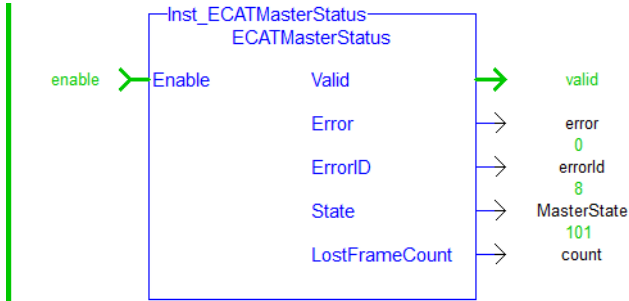 Inst_ECATMasterStatus
ECATMasterStatus
enable Enable Valid valid
Error error
0
ErrorID errorId
8
State MasterState
101
LostFrameCount count